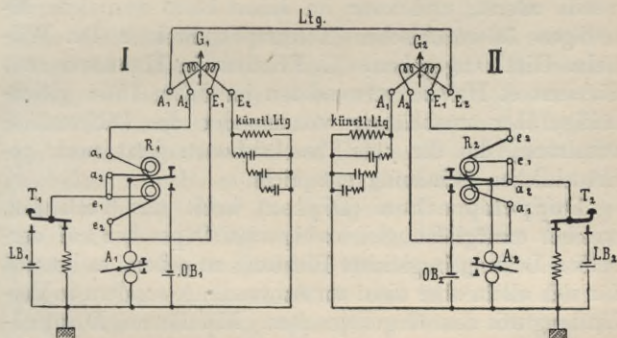 Ltg.
I G₁ G₂ II
A₁ A₂ E₁ E₂ A₁ A₂ E₁ E₂
künstl. Ltg künstl. Ltg
R₁ R₂
a₁ e₂
a₂ e₁
e₁ a₂
e₂ a₁
T₁ T₂
LB₁ A₁ OB₁ OB₂ A₂ LB₂